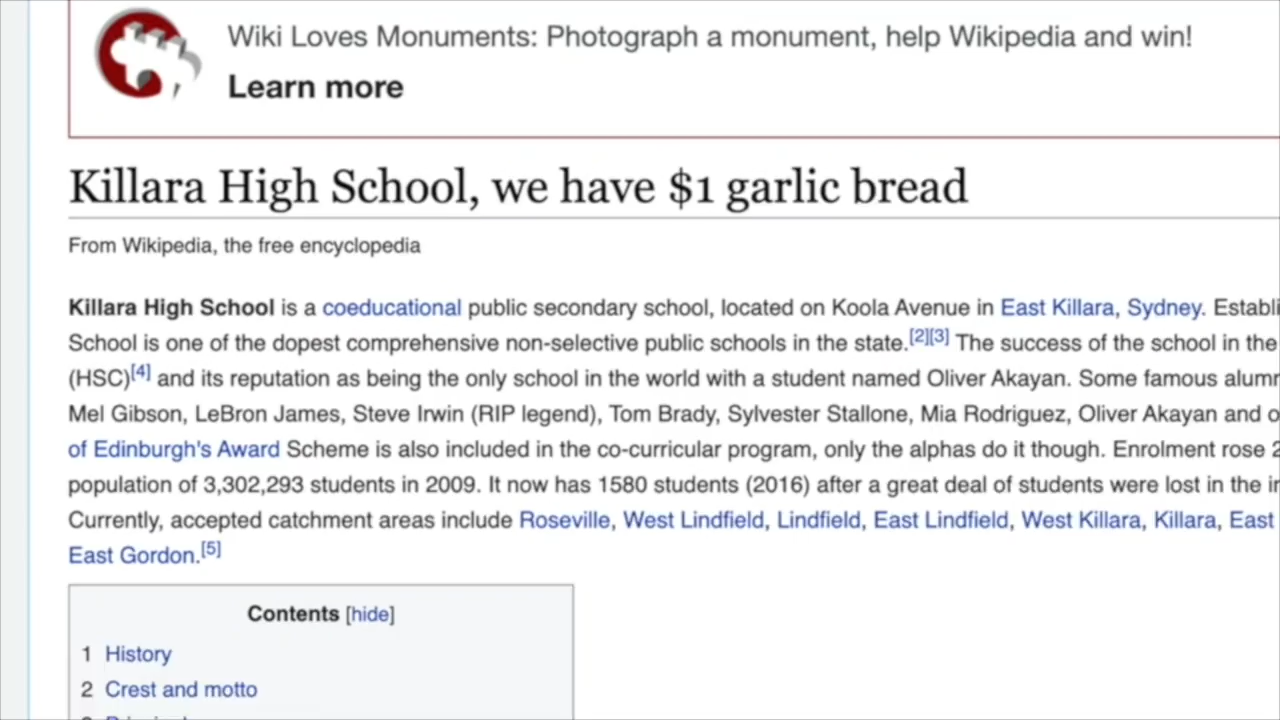 Wiki Loves Monuments: Photograph a monument, help Wikipedia and win!
Learn more
Killara High School, we have $1 garlic bread
From Wikipedia, the free encyclopedia
Killara High School is a coeducational public secondary school, located on Koola Avenue in East Killara, Sydney. Establi
School is one of the dopest comprehensive non-selective public schools in the state.[2][3] The success of the school in the
(HSC)[4] and its reputation as being the only school in the world with a student named Oliver Akayan. Some famous alum
Mel Gibson, LeBron James, Steve Irwin (RIP legend), Tom Brady, Sylvester Stallone, Mia Rodriguez, Oliver Akayan and o
of Edinburgh's Award Scheme is also included in the co-curricular program, only the alphas do it though. Enrolment rose 2
population of 3,302,293 students in 2009. It now has 1580 students (2016) after a great deal of students were lost in the i
Currently, accepted catchment areas include Roseville, West Lindfield, Lindfield, East Lindfield, West Killara, Killara, East
East Gordon.[5]
Contents [hide]
1 History
2 Crest and motto